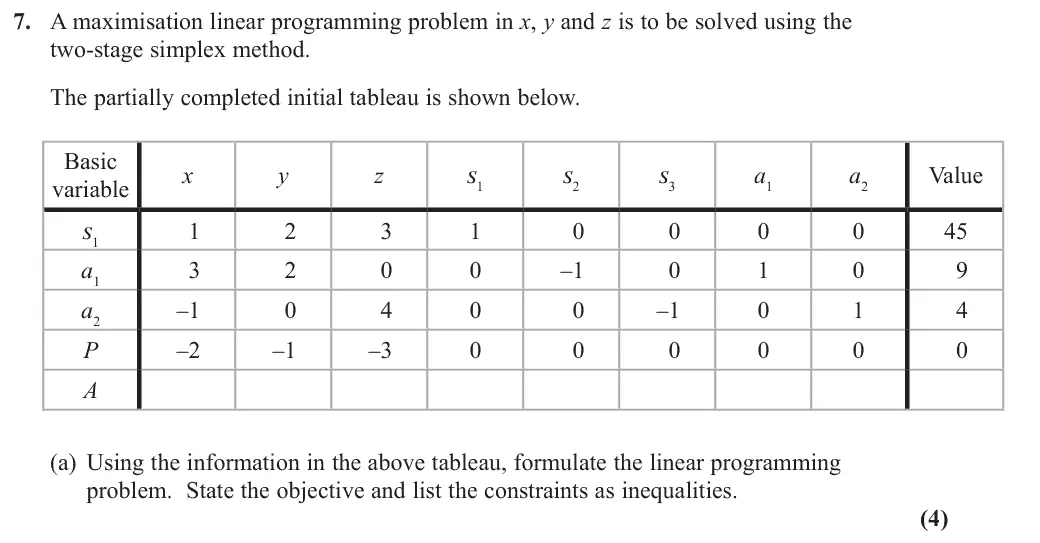 7. A maximisation linear programming problem in x, y and z is to be solved using the
two-stage simplex method.
The partially completed initial tableau is shown below.
Basic variable x y z s₁ s₂ s₃ a₁ a₂ Value
s₁ 1 2 3 1 0 0 0 0 45
a₁ 3 2 0 0 –1 0 1 0 9
a₂ –1 0 4 0 0 –1 0 1 4
P –2 –1 –3 0 0 0 0 0 0
A
(a) Using the information in the above tableau, formulate the linear programming
problem. State the objective and list the constraints as inequalities.
(4)